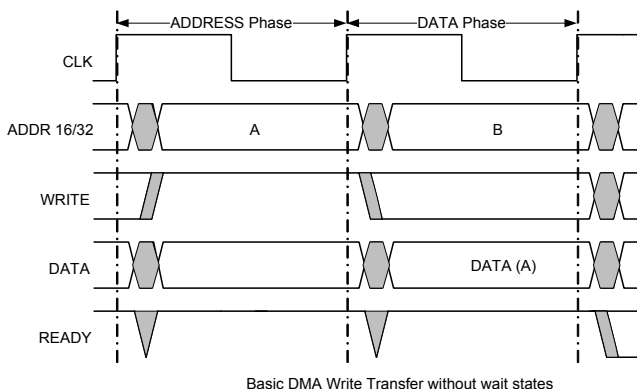 ADDRESS Phase DATA Phase
CLK
ADDR 16/32 A B
WRITE
DATA DATA (A)
READY
Basic DMA Write Transfer without wait states